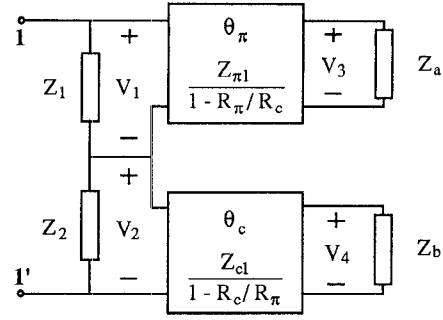 1
Z₁
+
V₁
−
θπ
Zπ1
1 - Rπ/Rc
+
V₃
−
Za
Z₂
+
V₂
−
1'
θc
Zc1
1 - Rc/Rπ
+
V₄
−
Zb